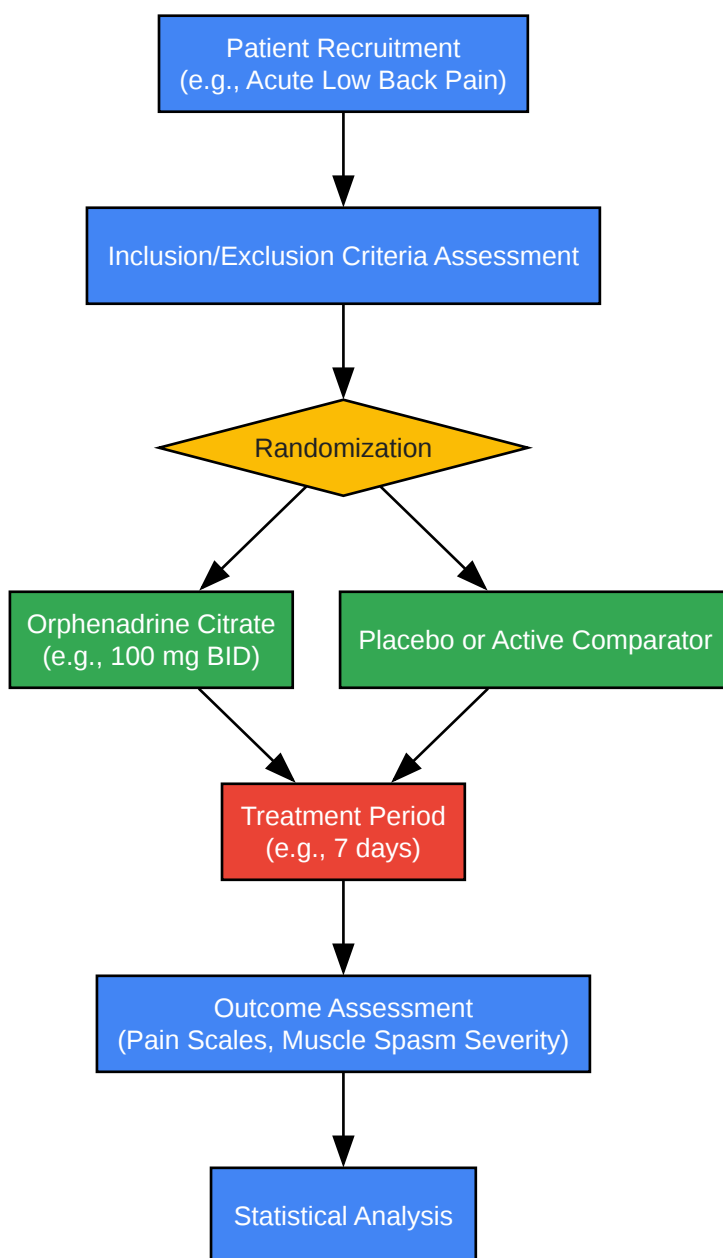 Patient Recruitment
(e.g., Acute Low Back Pain)
Inclusion/Exclusion Criteria Assessment
Randomization
Orphenadrine Citrate
(e.g., 100 mg BID)
Placebo or Active Comparator
Treatment Period
(e.g., 7 days)
Outcome Assessment
(Pain Scales, Muscle Spasm Severity)
Statistical Analysis